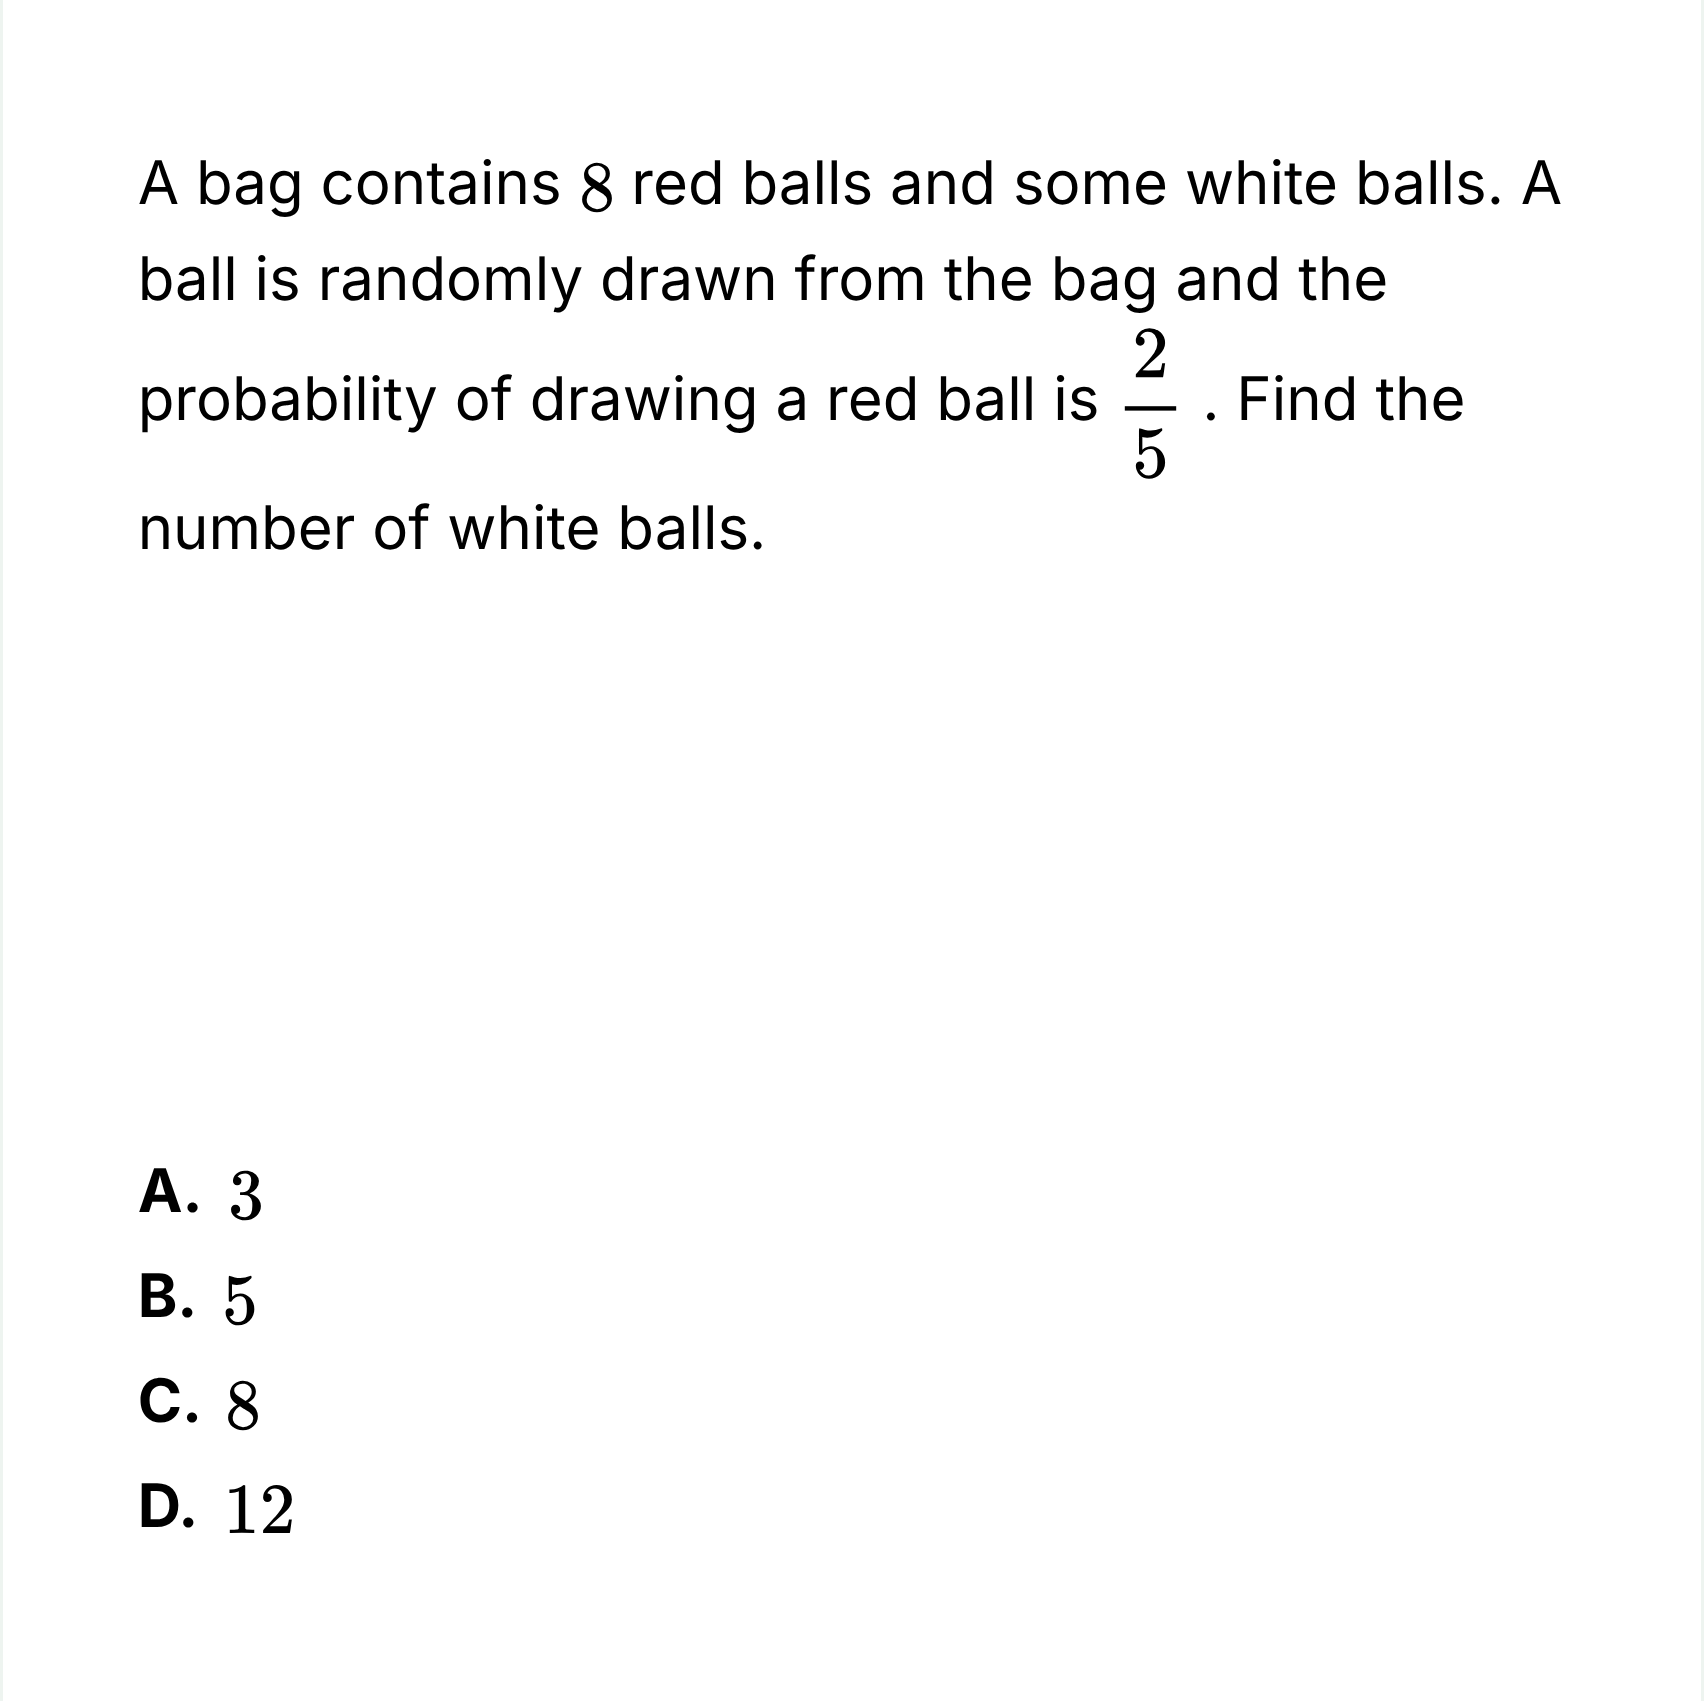 A bag contains 8 red balls and some white balls. A
ball is randomly drawn from the bag and the
probability of drawing a red ball is 2/5 . Find the
number of white balls.
A. 3
B. 5
C. 8
D. 12